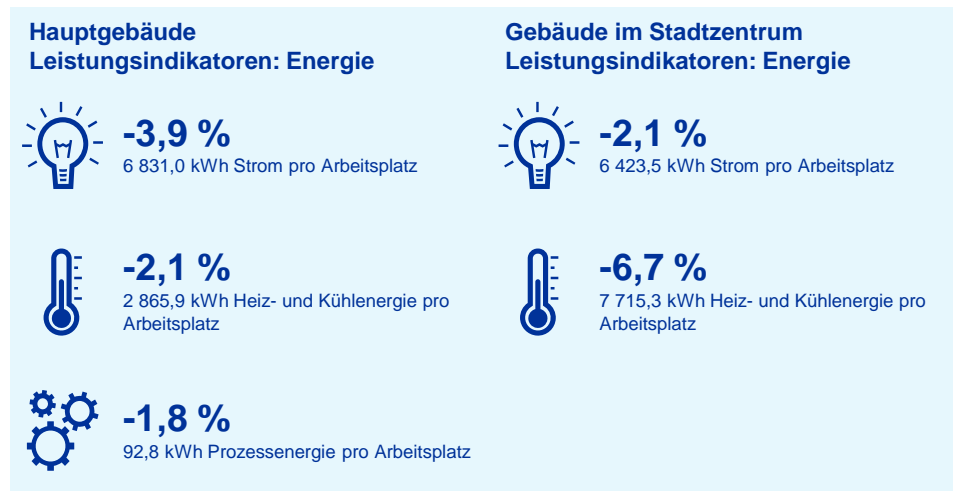 Hauptgebäude
Leistungsindikatoren: Energie
-3,9 %
6 831,0 kWh Strom pro Arbeitsplatz
-2,1 %
2 865,9 kWh Heiz- und Kühlenergie pro
Arbeitsplatz
-1,8 %
92,8 kWh Prozessenergie pro Arbeitsplatz
Gebäude im Stadtzentrum
Leistungsindikatoren: Energie
-2,1 %
6 423,5 kWh Strom pro Arbeitsplatz
-6,7 %
7 715,3 kWh Heiz- und Kühlenergie pro
Arbeitsplatz